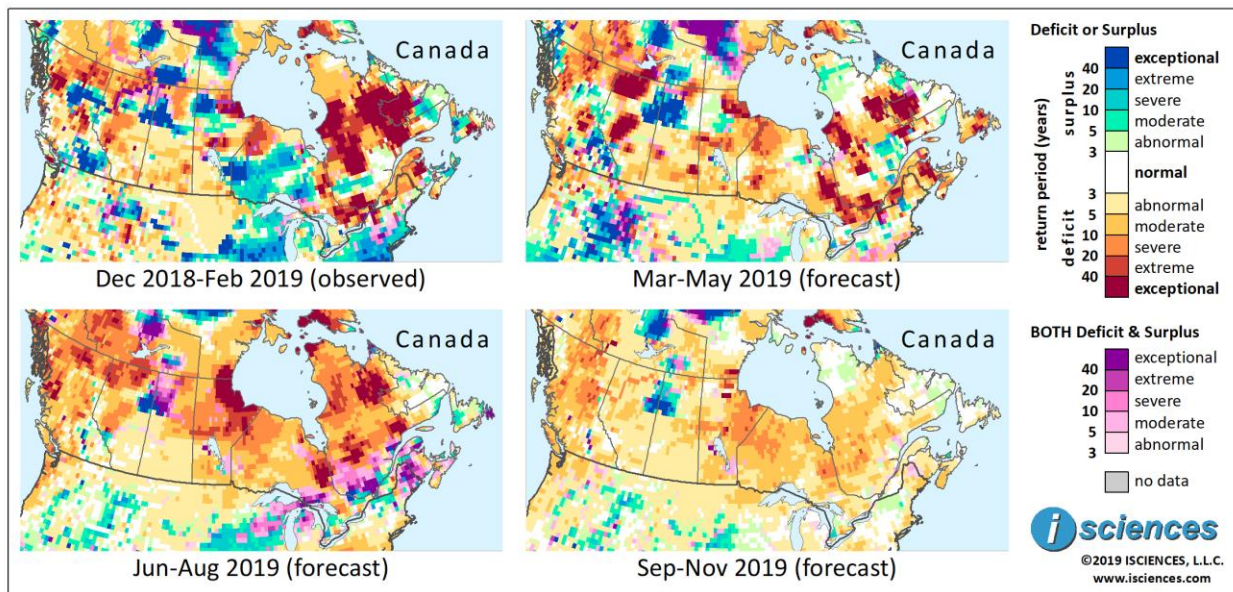 Canada
Dec 2018-Feb 2019 (observed)
Canada
Mar-May 2019 (forecast)
Canada
Jun-Aug 2019 (forecast)
Canada
Sep-Nov 2019 (forecast)
Deficit or Surplus
return period (years)
deficit
surplus
exceptional
40
extreme
20
severe
10
moderate
5
abnormal
3
normal
3
abnormal
5
moderate
10
severe
20
extreme
40
exceptional
BOTH Deficit & Surplus
exceptional
40
extreme
20
severe
10
moderate
5
abnormal
3
no data
i sciences
©2019 ISCIENCES, L.L.C.
www.isciences.com